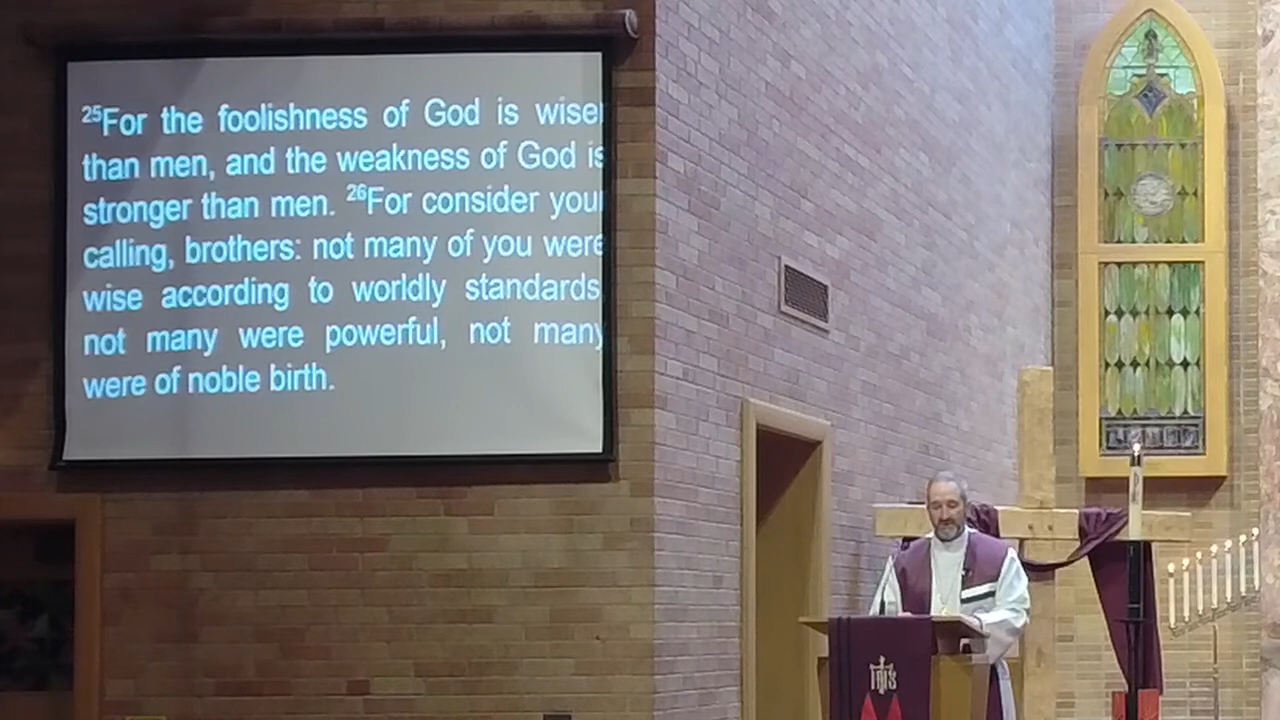 ²⁵For the foolishness of God is wiser
than men, and the weakness of God is
stronger than men. ²⁶For consider your
calling, brothers: not many of you were
wise according to worldly standards,
not many were powerful, not many
were of noble birth.
IHS